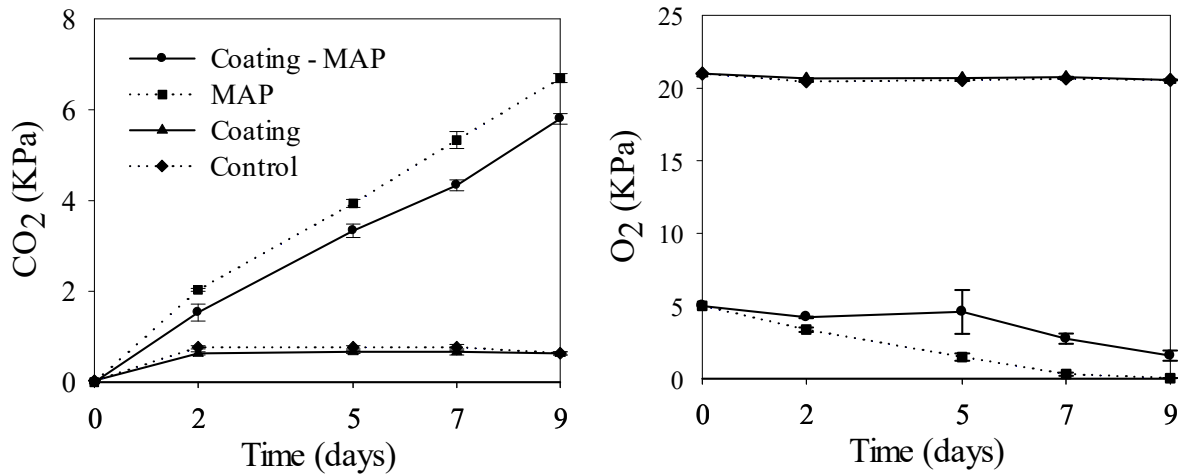 8
6
4
2
0
CO2 (KPa)
Coating - MAP
MAP
Coating
Control
0 2 5 7 9
Time (days)
25
20
15
10
5
0
O2 (KPa)
0 2 5 7 9
Time (days)